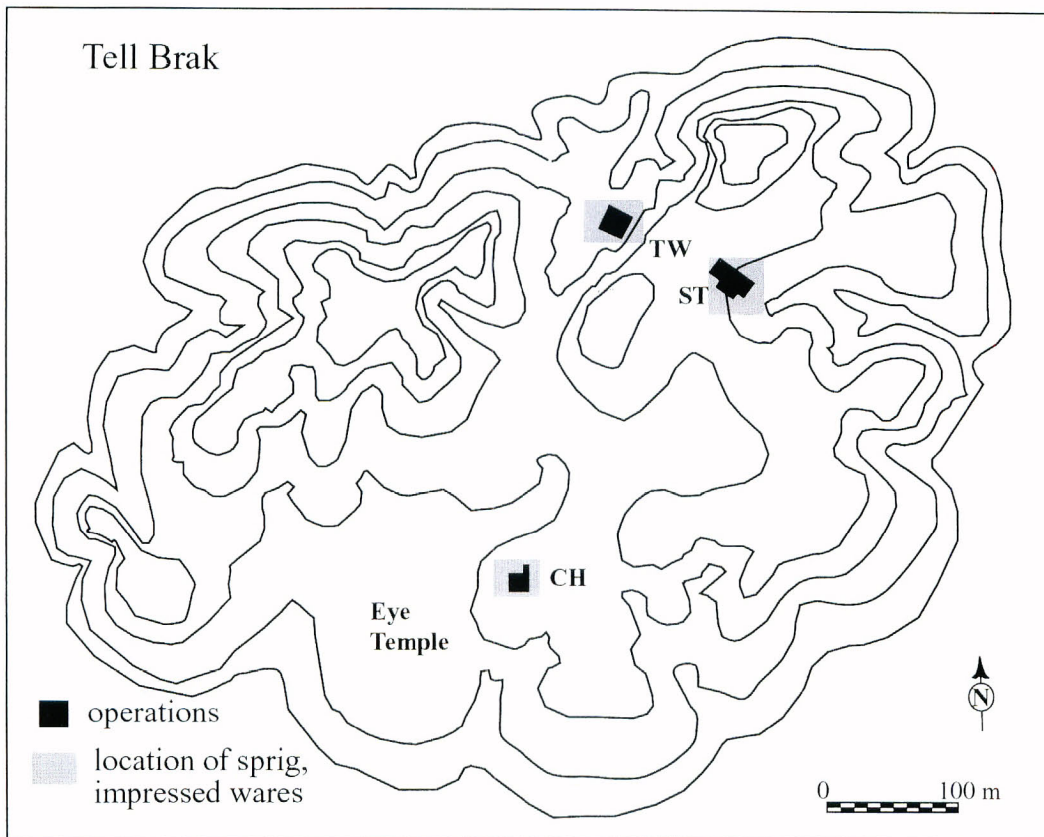 Tell Brak
TW
ST
CH
Eye
Temple
operations
location of sprig,
impressed wares
N
0 100 m